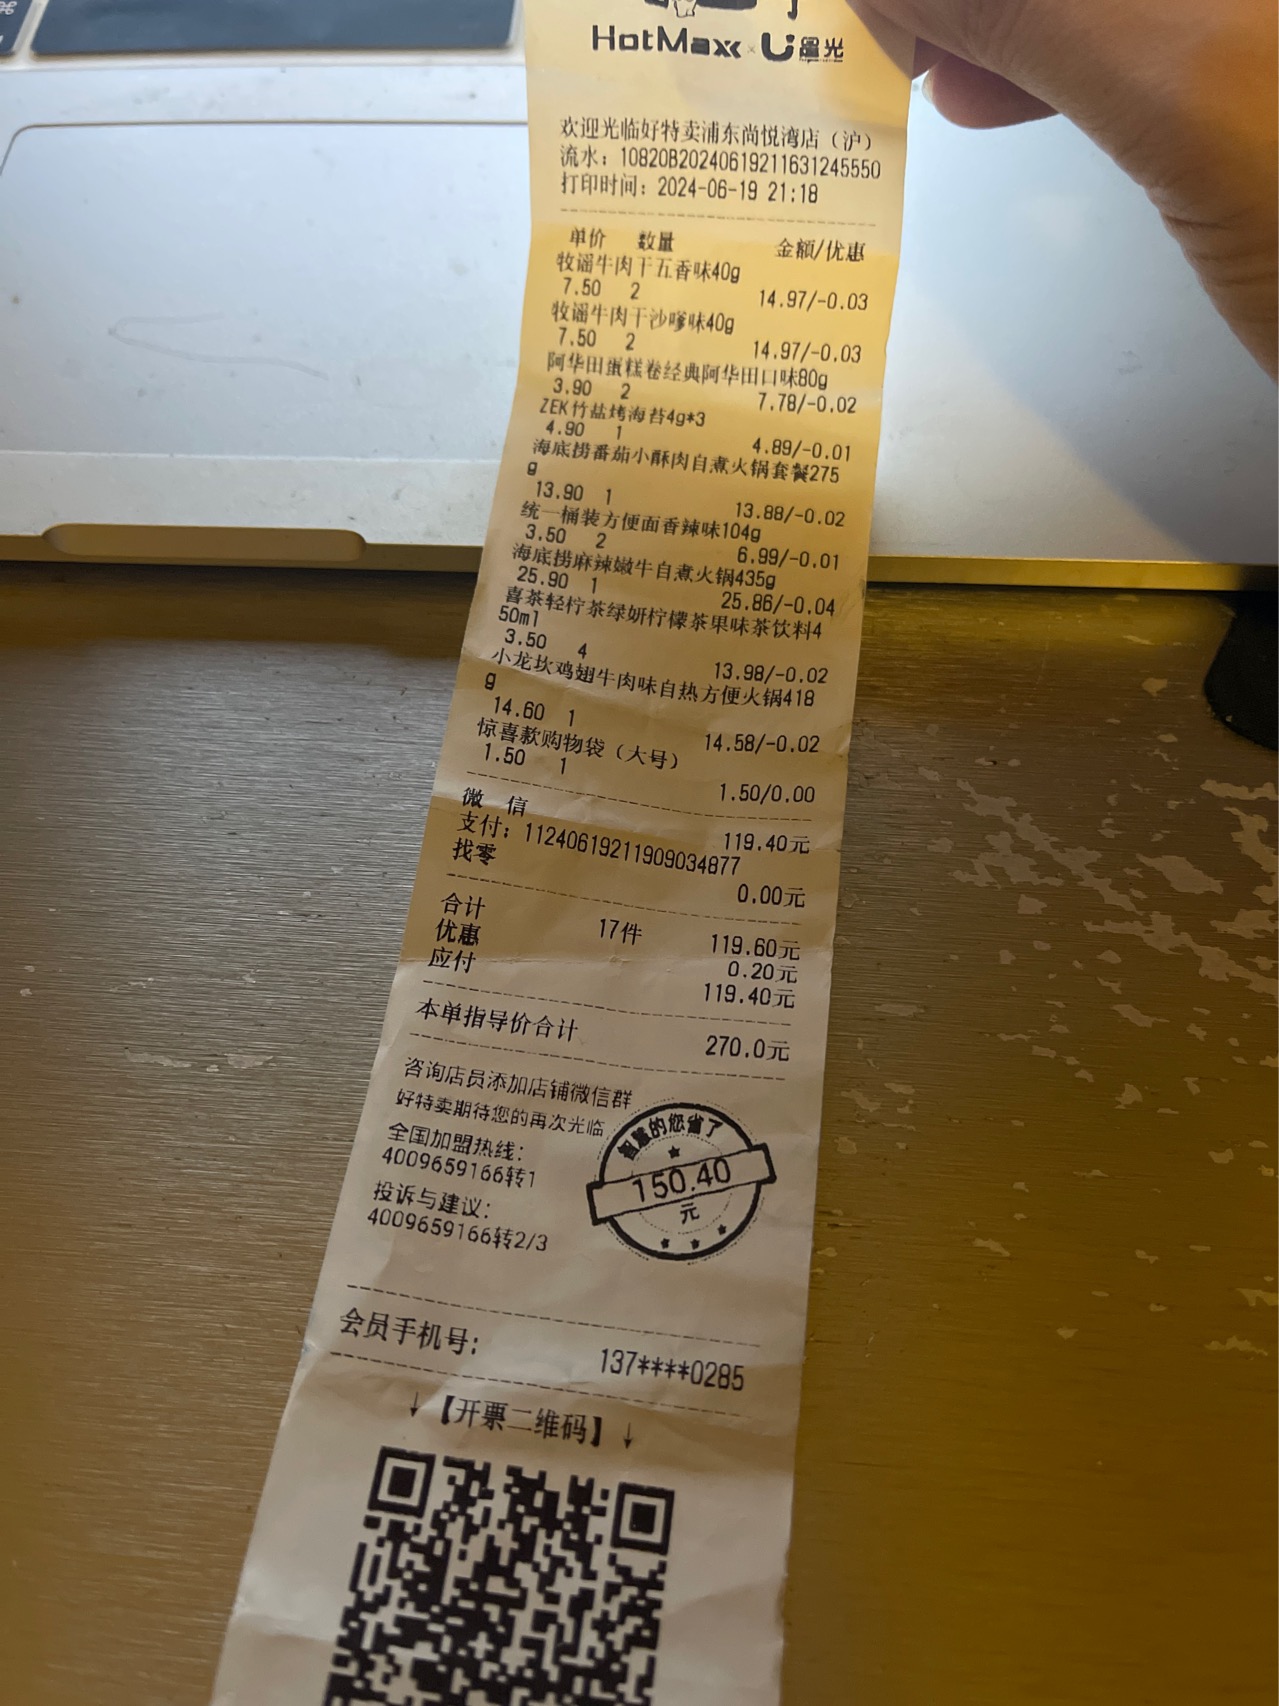 HotMaxx × U星光
欢迎光临好特卖浦东尚悦湾店（沪）
流水：10820B20240619211631245550
打印时间：2024-06-19 21:18
单价 数量 金额/优惠
牧谣牛肉干五香味40g
7.50 2 14.97/-0.03
牧谣牛肉干沙嗲味40g
7.50 2 14.97/-0.03
阿华田蛋糕卷经典阿华田口味80g
3.90 2 7.78/-0.02
ZEK竹盐烤海苔4g*3
4.90 1 4.89/-0.01
海底捞番茄小酥肉自煮火锅套餐275
g
13.90 1 13.88/-0.02
统一桶装方便面香辣味104g
3.50 2 6.99/-0.01
海底捞麻辣嫩牛自煮火锅435g
25.90 1 25.86/-0.04
喜茶轻柠茶绿妍柠檬茶果味茶饮料4
50ml
3.50 4 13.98/-0.02
小龙坎鸡翅牛肉味自热方便火锅418
g
14.60 1 14.58/-0.02
惊喜款购物袋（大号）
1.50 1 1.50/0.00
微 信 119.40元
支付：11240619211909034877
找零 0.00元
合计 17件 119.60元
优惠 0.20元
应付 119.40元
本单指导价合计 270.0元
咨询店员添加店铺微信群
好特卖期待您的再次光临
全国加盟热线：
4009659166转1
投诉与建议：
4009659166转2/3
智慧的您省了
150.40
元
会员手机号： 137****0285
↓【开票二维码】↓